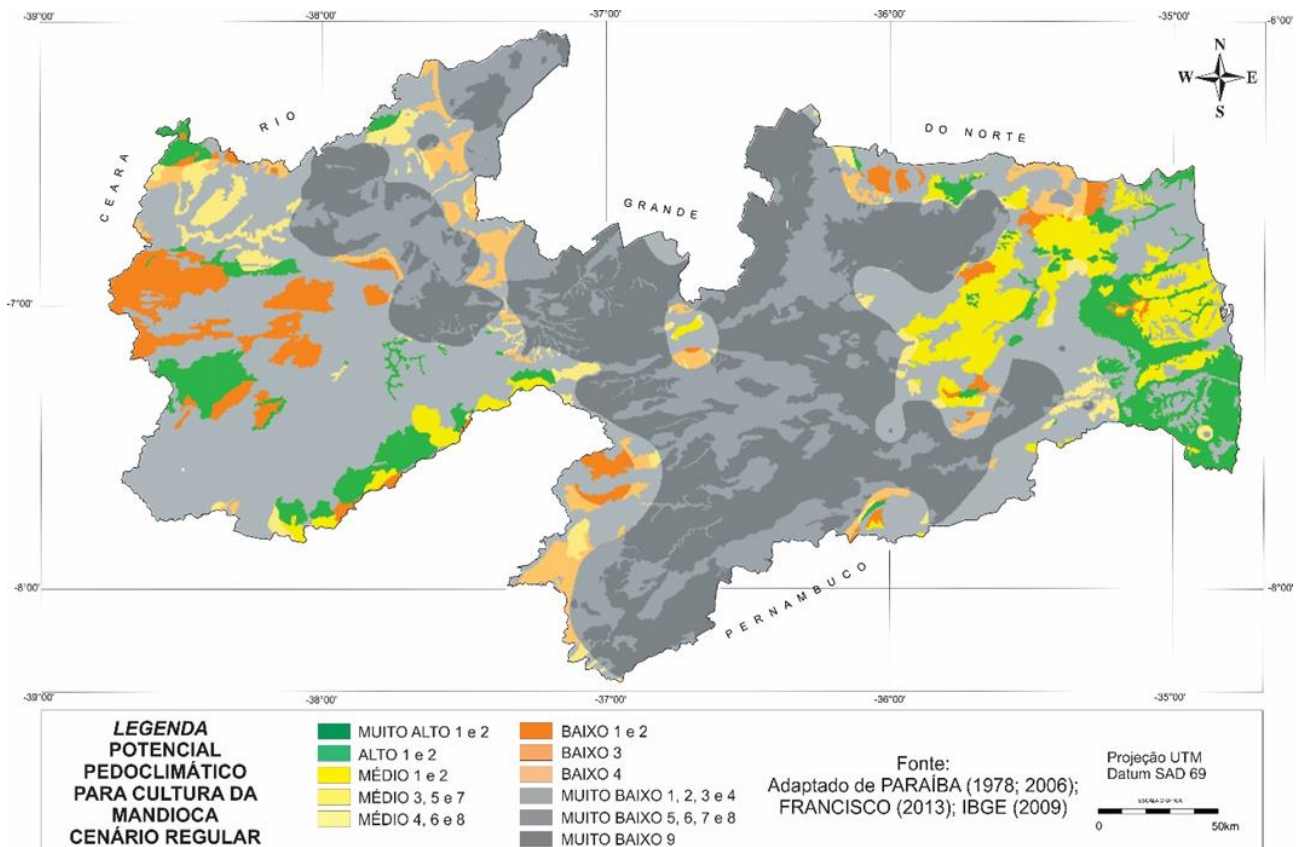 -39°00'
-38°00'
-37°00'
-36°00'
-35°00'
-6°00'
N
W E
S
DO NORTE
RIO
CEARA
GRANDE
-7°00'
-7°00'
-8°00'
-8°00'
PERNAMBUCO
-39°00'
-38°00'
-37°00'
-36°00'
-35°00'
LEGENDA
POTENCIAL
PEDOCLIMÁTICO
PARA CULTURA DA
MANDIOCA
CENÁRIO REGULAR
MUITO ALTO 1 e 2
ALTO 1 e 2
MÉDIO 1 e 2
MÉDIO 3, 5 e 7
MÉDIO 4, 6 e 8
BAIXO 1 e 2
BAIXO 3
BAIXO 4
MUITO BAIXO 1, 2, 3 e 4
MUITO BAIXO 5, 6, 7 e 8
MUITO BAIXO 9
Fonte:
Adaptado de PARAÍBA (1978; 2006);
FRANCISCO (2013); IBGE (2009)
Projeção UTM
Datum SAD 69
ESCALA GRÁFICA
0 50km